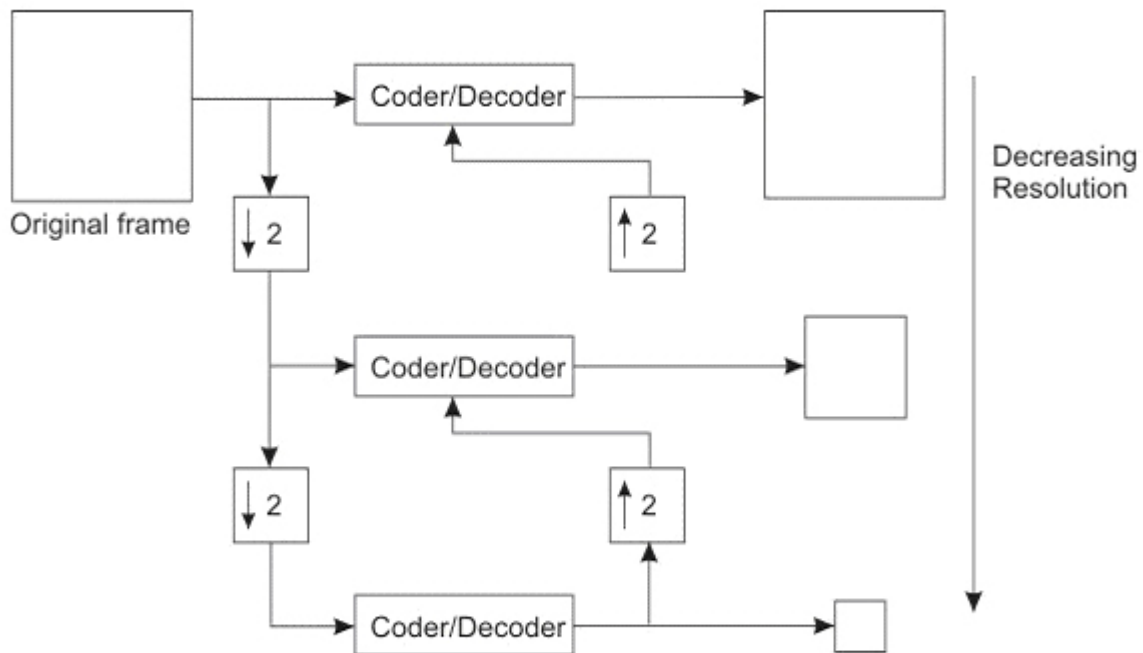 Coder/Decoder
Decreasing
Resolution
Original frame
↓ 2
↑ 2
Coder/Decoder
↓ 2
↑ 2
Coder/Decoder